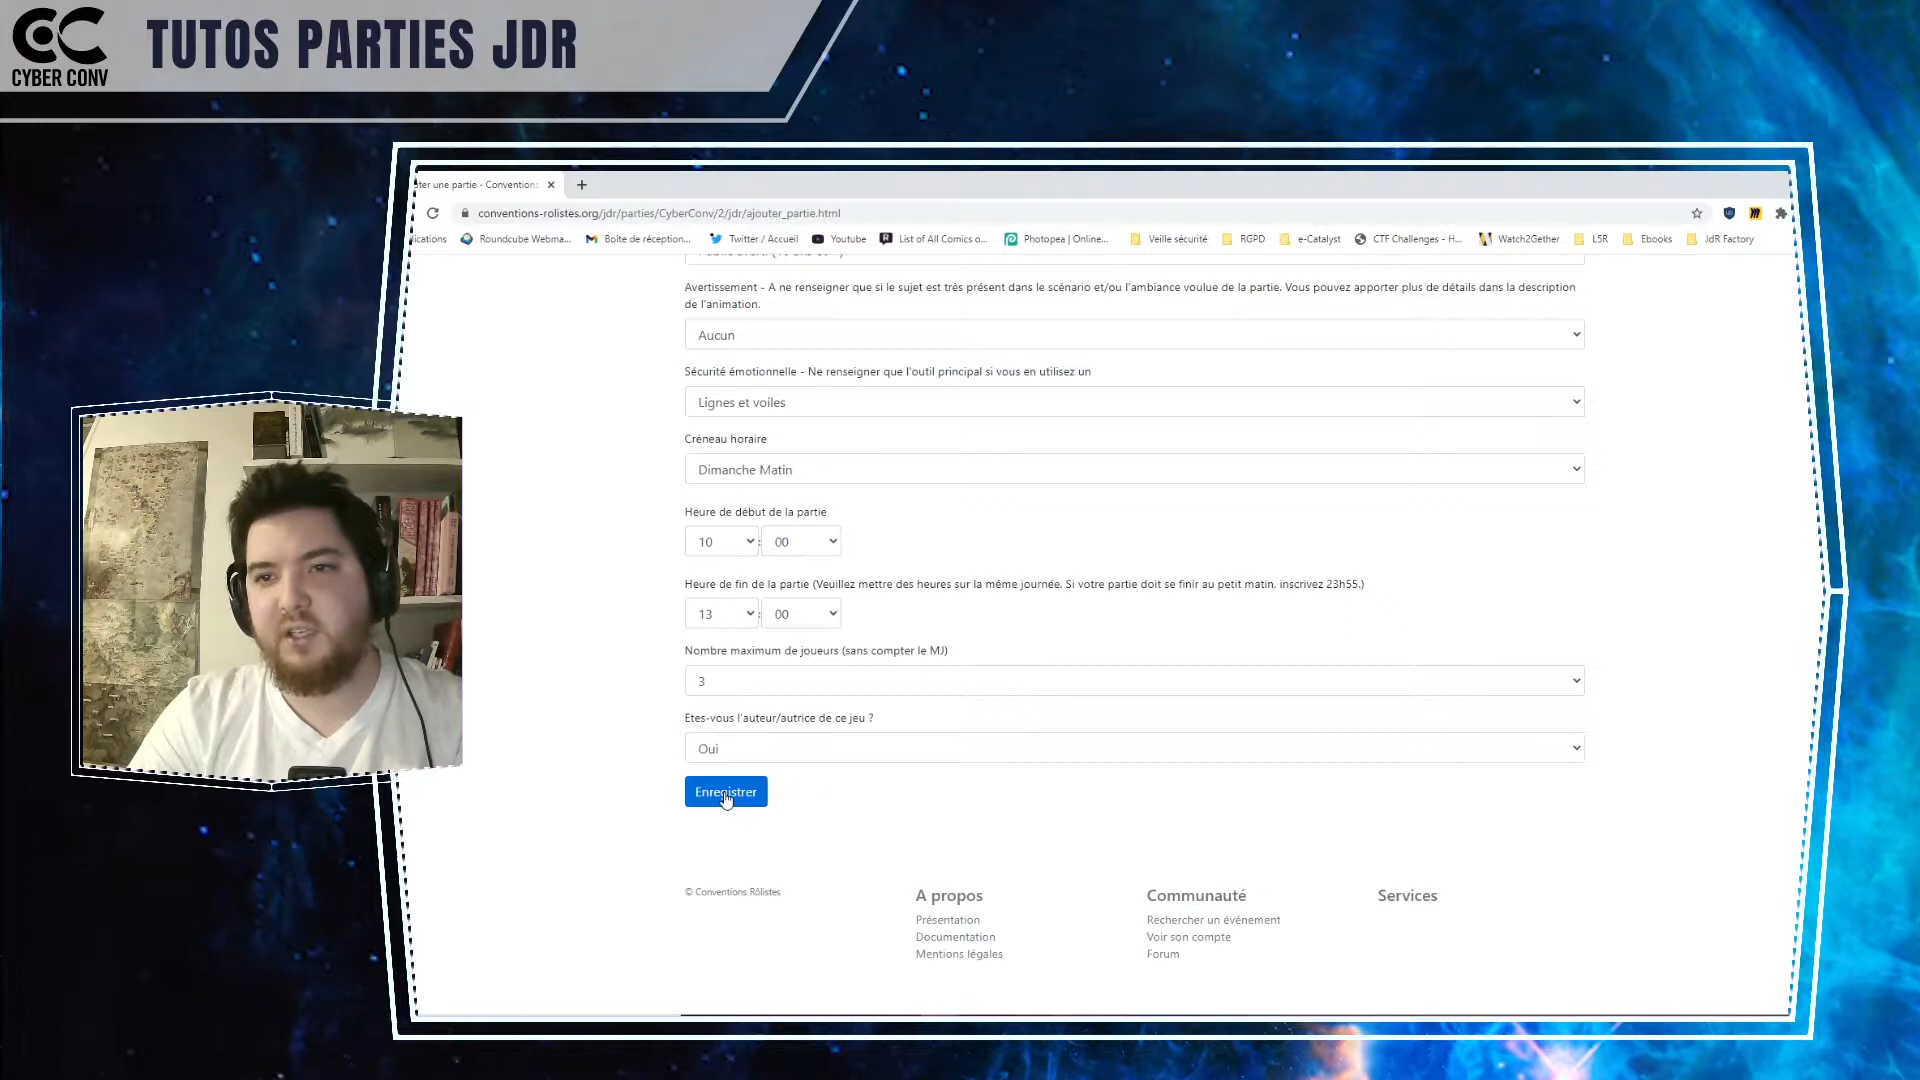 CYBER CONV
TUTOS PARTIES JDR
ter une partie - Conventions
conventions-rolistes.org/jdr/parties/CyberConv/2/jdr/ajouter_partie.html
ications Roundcube Webma... Boîte de réception... Twitter / Accueil Youtube List of All Comics o... Photopea | Online... Veille sécurité RGPD e-Catalyst CTF Challenges - H... Watch2Gether L5R Ebooks JdR Factory
Avertissement - A ne renseigner que si le sujet est très présent dans le scénario et/ou l'ambiance voulue de la partie. Vous pouvez apporter plus de détails dans la description
de l'animation.
Aucun
Sécurité émotionnelle - Ne renseigner que l'outil principal si vous en utilisez un
Lignes et voiles
Créneau horaire
Dimanche Matin
Heure de début de la partie
10 : 00
Heure de fin de la partie (Veuillez mettre des heures sur la même journée. Si votre partie doit se finir au petit matin, inscrivez 23h55.)
13 : 00
Nombre maximum de joueurs (sans compter le MJ)
3
Etes-vous l'auteur/autrice de ce jeu ?
Oui
Enregistrer
© Conventions Rôlistes
A propos
Présentation
Documentation
Mentions légales
Communauté
Rechercher un événement
Voir son compte
Forum
Services